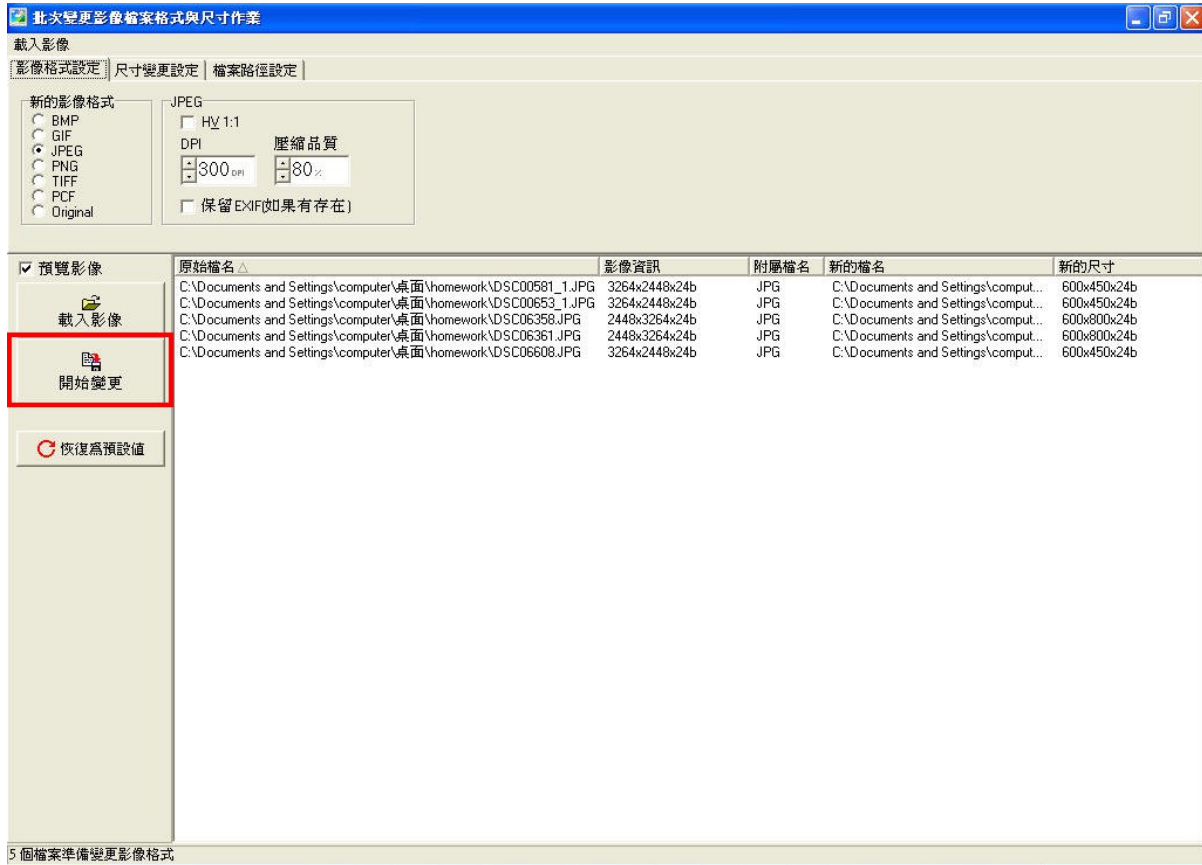 批次變更影像檔案格式與尺寸作業
載入影像
影像格式設定 尺寸變更設定 檔案路徑設定
新的影像格式
BMP
GIF
JPEG
PNG
TIFF
PCF
Original
JPEG
HV 1:1
DPI 壓縮品質
300 DPI 80 %
保留EXIF(如果有存在)
預覽影像
載入影像
開始變更
恢復為預設值
原始檔名 影像資訊 附屬檔名 新的檔名 新的尺寸
C:\Documents and Settings\computer\桌面\homework\DSC00581_1.JPG 3264x2448x24b JPG C:\Documents and Settings\comput... 600x450x24b
C:\Documents and Settings\computer\桌面\homework\DSC00653_1.JPG 3264x2448x24b JPG C:\Documents and Settings\comput... 600x450x24b
C:\Documents and Settings\computer\桌面\homework\DSC06358.JPG 2448x3264x24b JPG C:\Documents and Settings\comput... 600x800x24b
C:\Documents and Settings\computer\桌面\homework\DSC06361.JPG 2448x3264x24b JPG C:\Documents and Settings\comput... 600x800x24b
C:\Documents and Settings\computer\桌面\homework\DSC06608.JPG 3264x2448x24b JPG C:\Documents and Settings\comput... 600x450x24b
5 個檔案準備變更影像格式